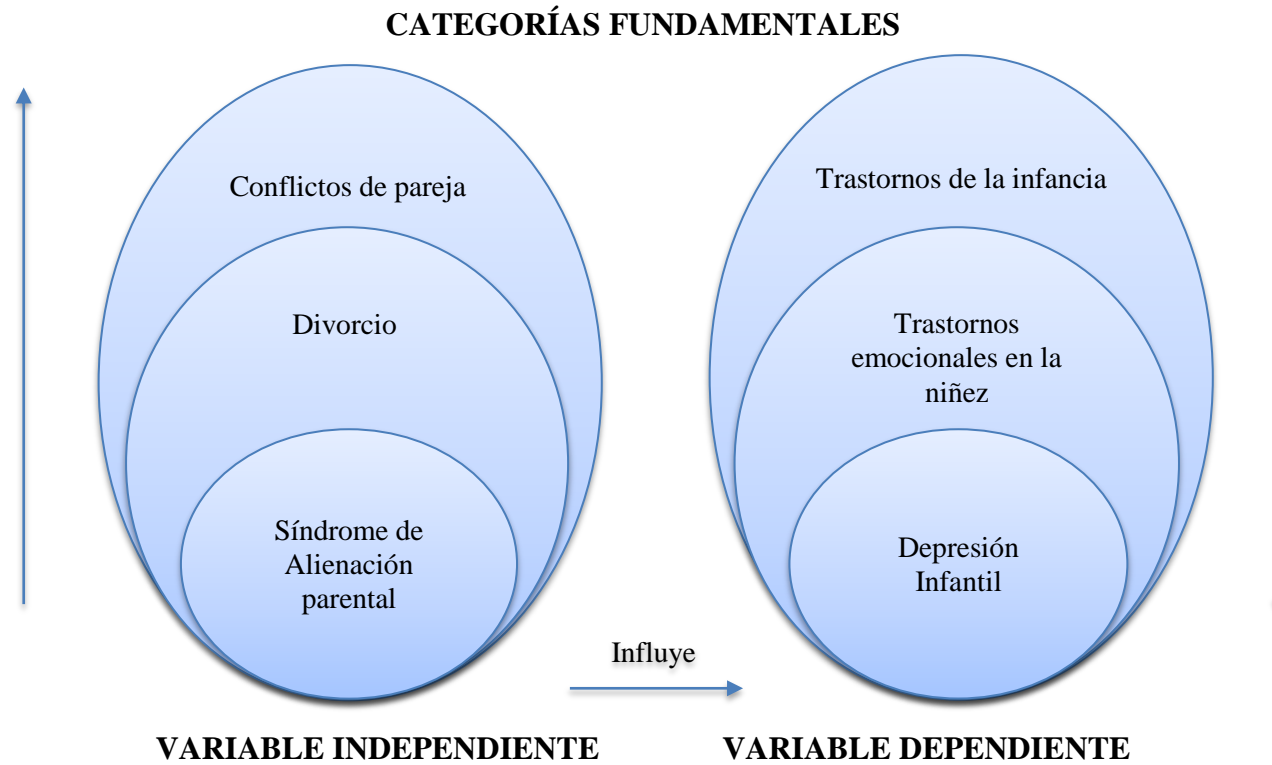 CATEGORÍAS FUNDAMENTALES
Conflictos de pareja
Divorcio
Síndrome de
Alienación
parental
Trastornos de la infancia
Trastornos
emocionales en la
niñez
Depresión
Infantil
Influye
VARIABLE INDEPENDIENTE
VARIABLE DEPENDIENTE